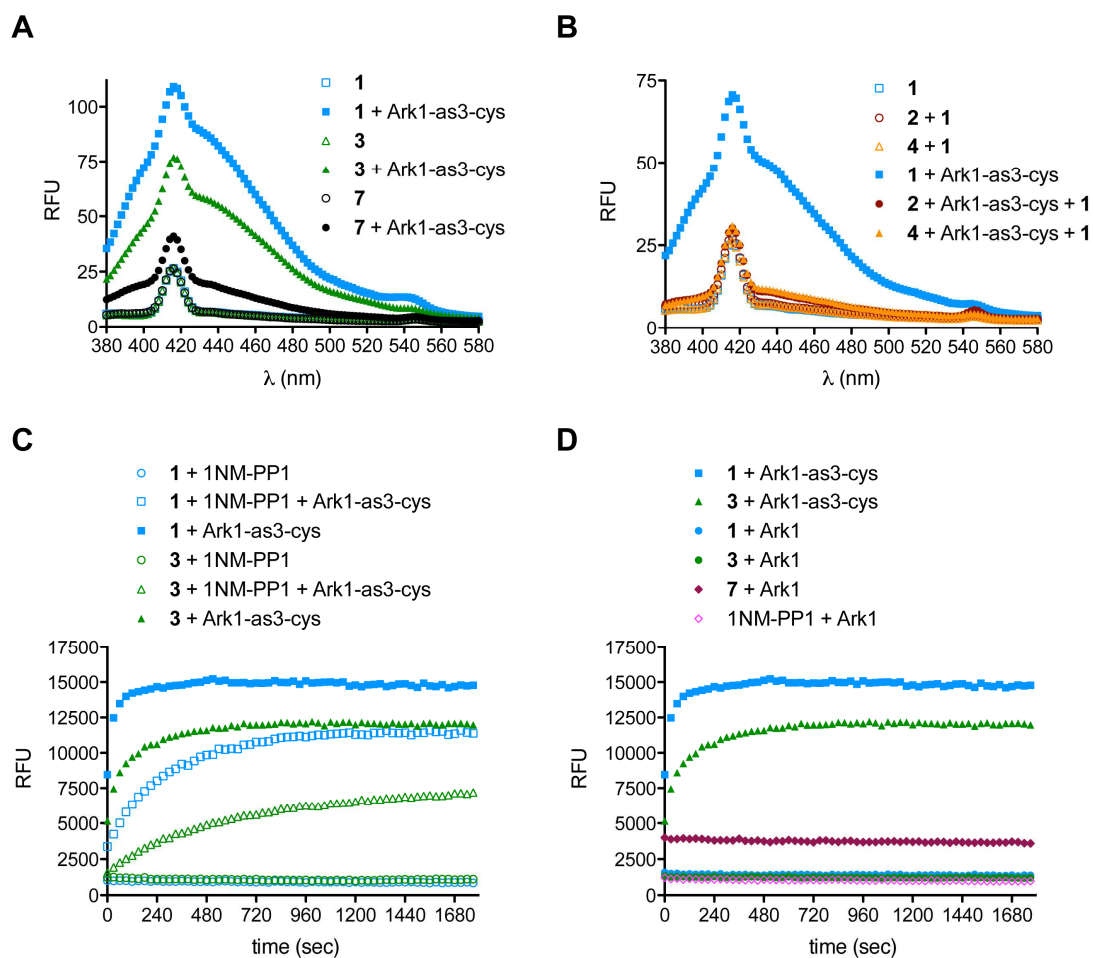 A
RFU
100
75
50
25
0
380 400 420 440 460 480 500 520 540 560 580
λ (nm)
1
1 + Ark1-as3-cys
3
3 + Ark1-as3-cys
7
7 + Ark1-as3-cys
B
RFU
75
50
25
0
380 400 420 440 460 480 500 520 540 560 580
λ (nm)
1
2 + 1
4 + 1
1 + Ark1-as3-cys
2 + Ark1-as3-cys + 1
4 + Ark1-as3-cys + 1
C
1 + 1NM-PP1
1 + 1NM-PP1 + Ark1-as3-cys
1 + Ark1-as3-cys
3 + 1NM-PP1
3 + 1NM-PP1 + Ark1-as3-cys
3 + Ark1-as3-cys
RFU
17500
15000
12500
10000
7500
5000
2500
0
0 240 480 720 960 1200 1440 1680
time (sec)
D
1 + Ark1-as3-cys
3 + Ark1-as3-cys
1 + Ark1
3 + Ark1
7 + Ark1
1NM-PP1 + Ark1
RFU
17500
15000
12500
10000
7500
5000
2500
0
0 240 480 720 960 1200 1440 1680
time (sec)